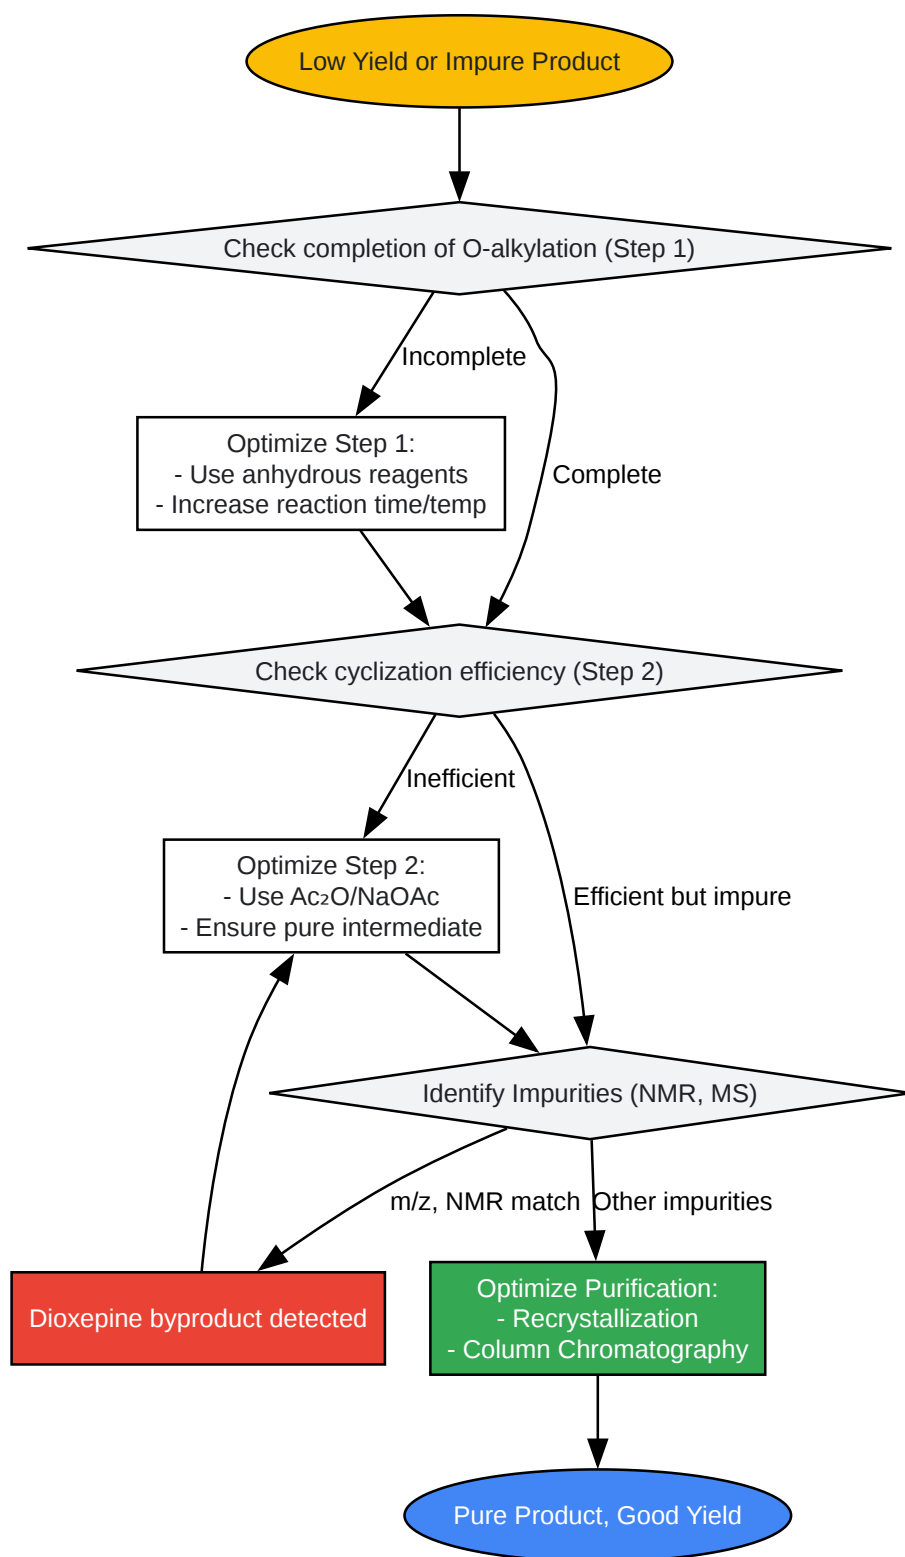 Low Yield or Impure Product
Check completion of O-alkylation (Step 1)
Incomplete
Optimize Step 1:
- Use anhydrous reagents
- Increase reaction time/temp
Complete
Check cyclization efficiency (Step 2)
Inefficient
Optimize Step 2:
- Use Ac₂O/NaOAc
- Ensure pure intermediate
Efficient but impure
Identify Impurities (NMR, MS)
m/z, NMR match
Other impurities
Dioxepine byproduct detected
Optimize Purification:
- Recrystallization
- Column Chromatography
Pure Product, Good Yield